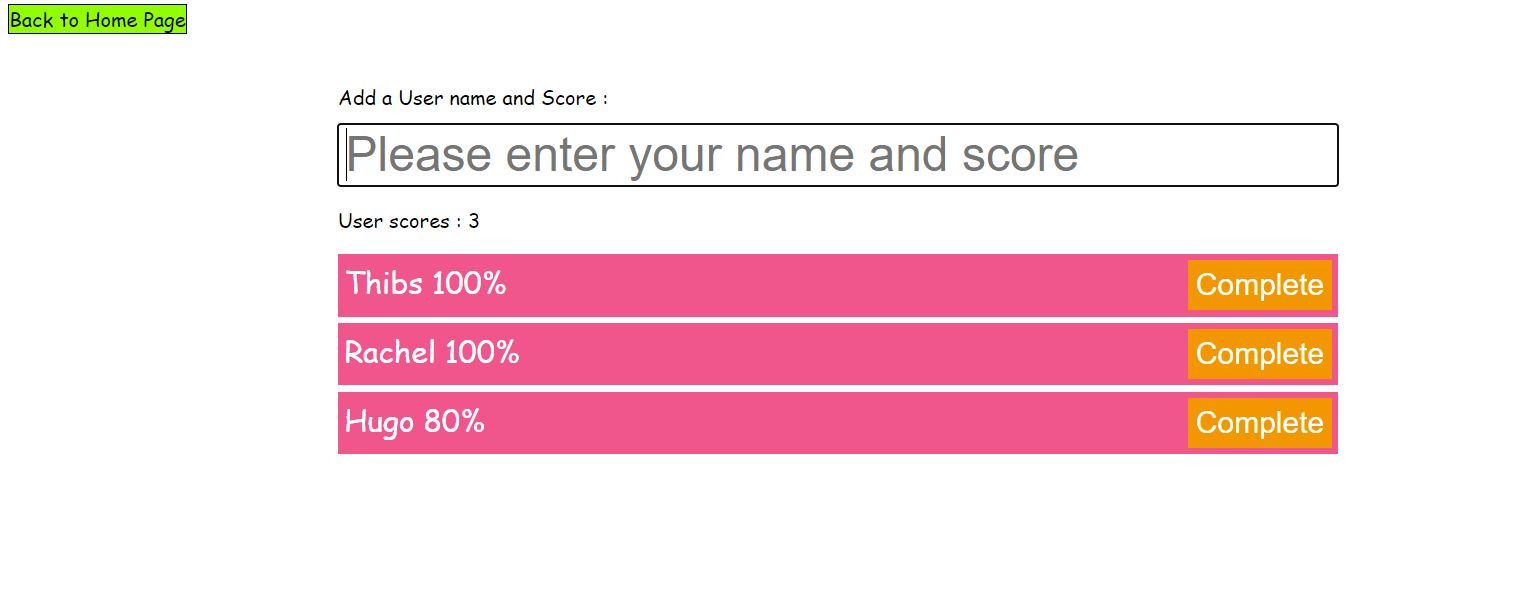 Back to Home Page
Add a User name and Score :
Please enter your name and score
User scores : 3
Thibs 100% Complete
Rachel 100% Complete
Hugo 80% Complete